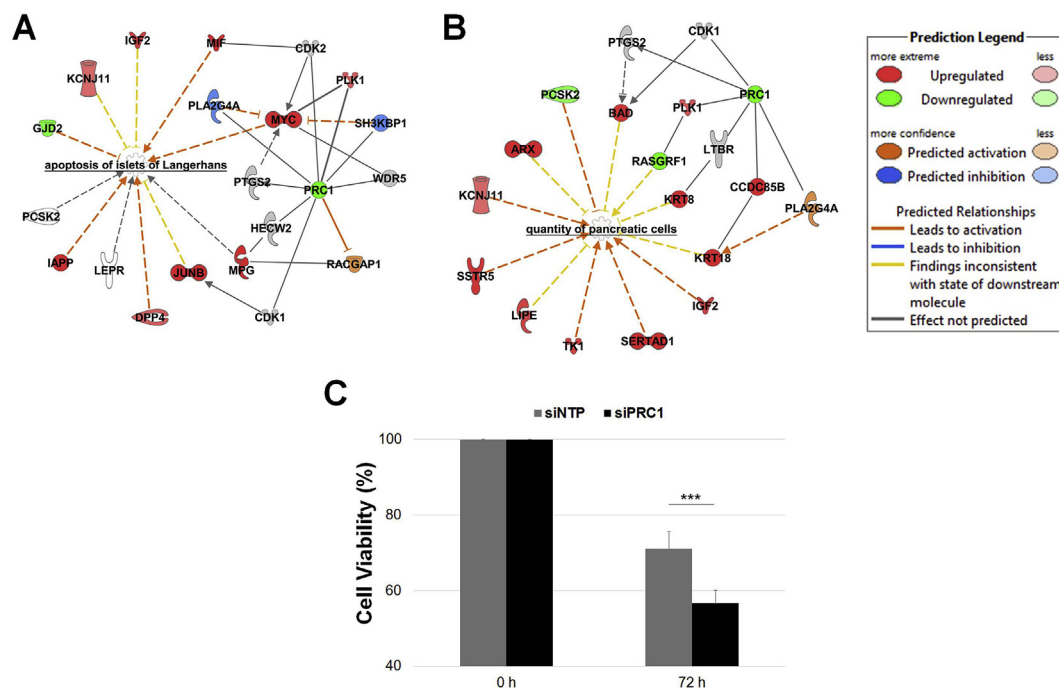 A
IGF2
MIF
CDK2
KCNJ11
PLK1
PLA2G4A
MYC
SH3KBP1
GJD2
apoptosis of islets of Langerhans
PTGS2
PRC1
WDR5
PCSK2
HECW2
IAPP
LEPR
JUNB
MPG
RACGAP1
DPP4
CDK1
B
CDK1
PTGS2
PCSK2
PRC1
BAD
PLK1
LTBR
ARX
RASGRF1
KCNJ11
KRT8
CCDC85B
PLA2G4A
quantity of pancreatic cells
KRT18
SSTR5
LIPE
IGF2
TK1
SERTAD1
Prediction Legend
more extreme less
Upregulated
Downregulated
more confidence less
Predicted activation
Predicted inhibition
Predicted Relationships
Leads to activation
Leads to inhibition
Findings inconsistent
with state of downstream
molecule
Effect not predicted
C
siNTP siPRC1
Cell Viability (%)
100
80
60
40
***
0 h 72 h